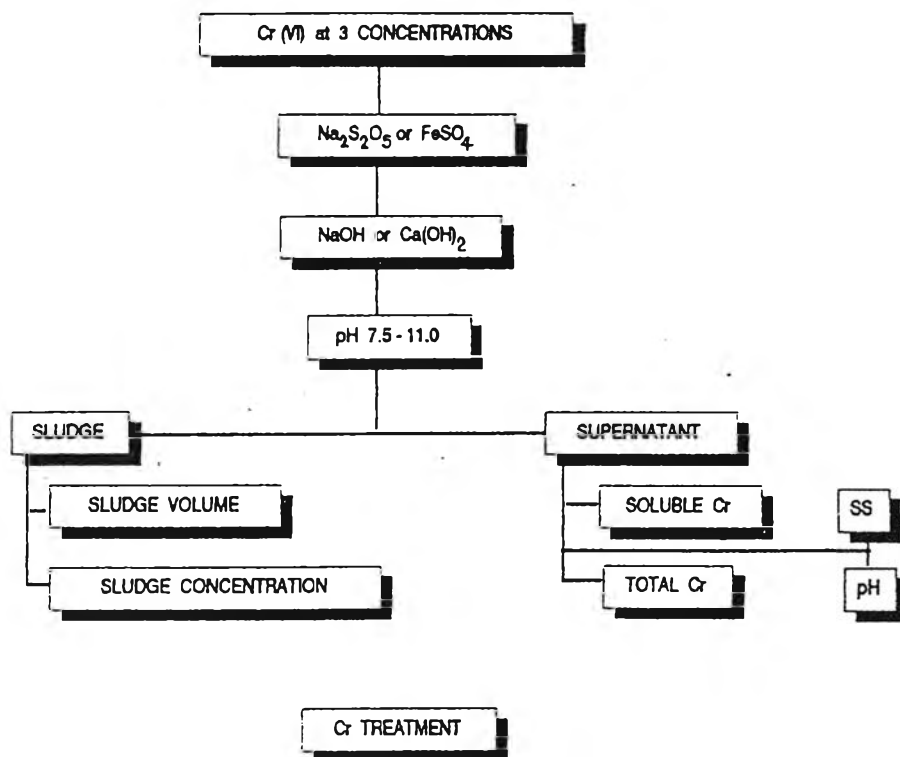 Cr (VI) at 3 CONCENTRATIONS
Na₂S₂O₅ or FeSO₄
NaOH or Ca(OH)₂
pH 7.5 - 11.0
SLUDGE
SUPERNATANT
SLUDGE VOLUME
SOLUBLE Cr
SS
SLUDGE CONCENTRATION
TOTAL Cr
pH
Cr TREATMENT